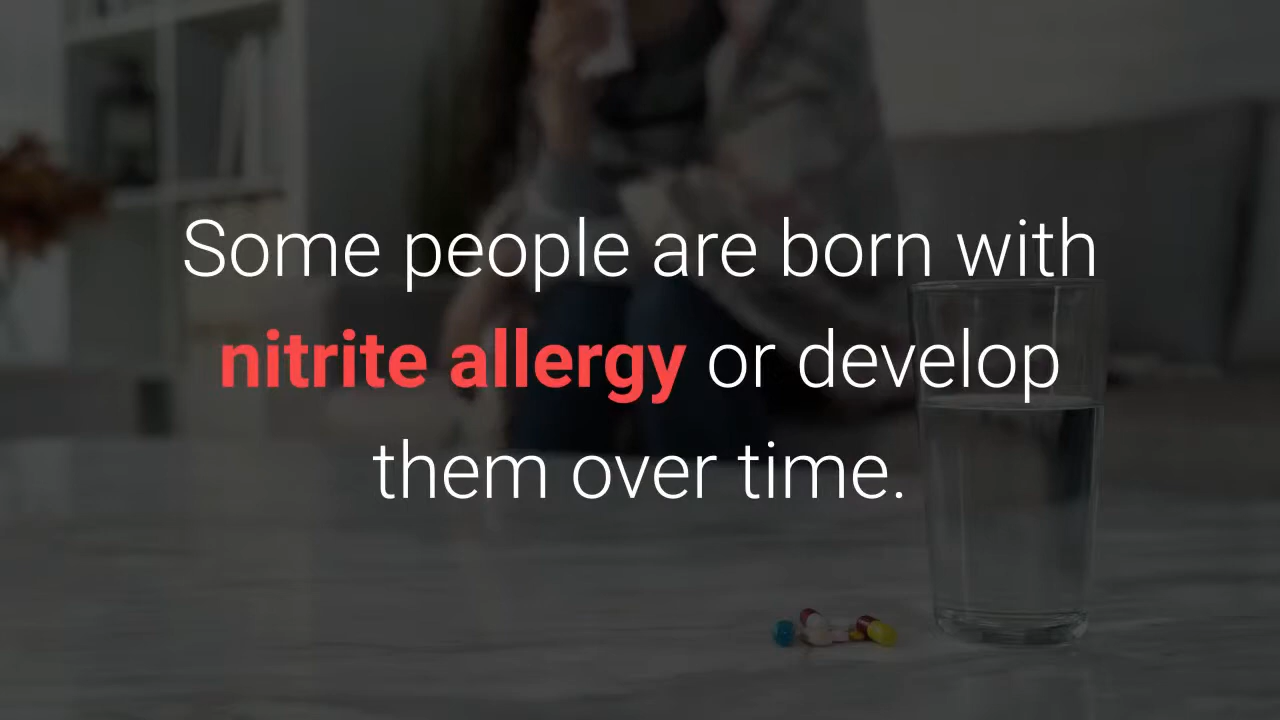 Some people are born with
nitrite allergy or develop
them over time.